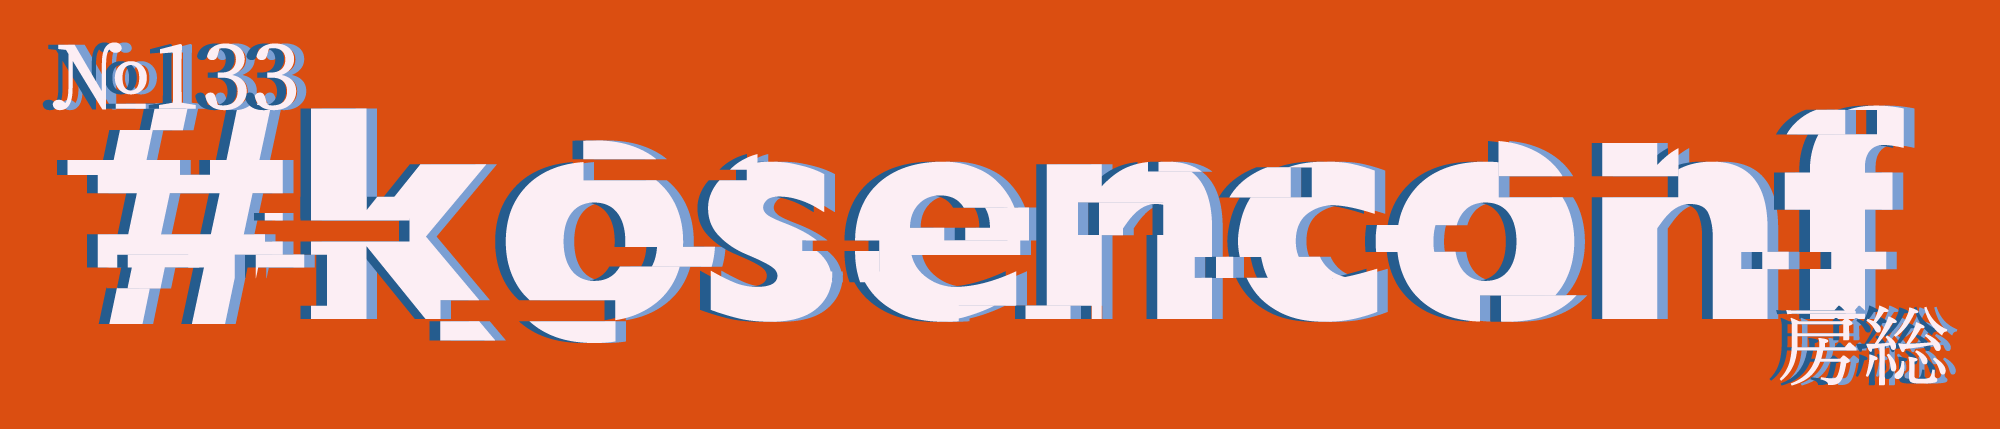 №133
#kosenconf
房総